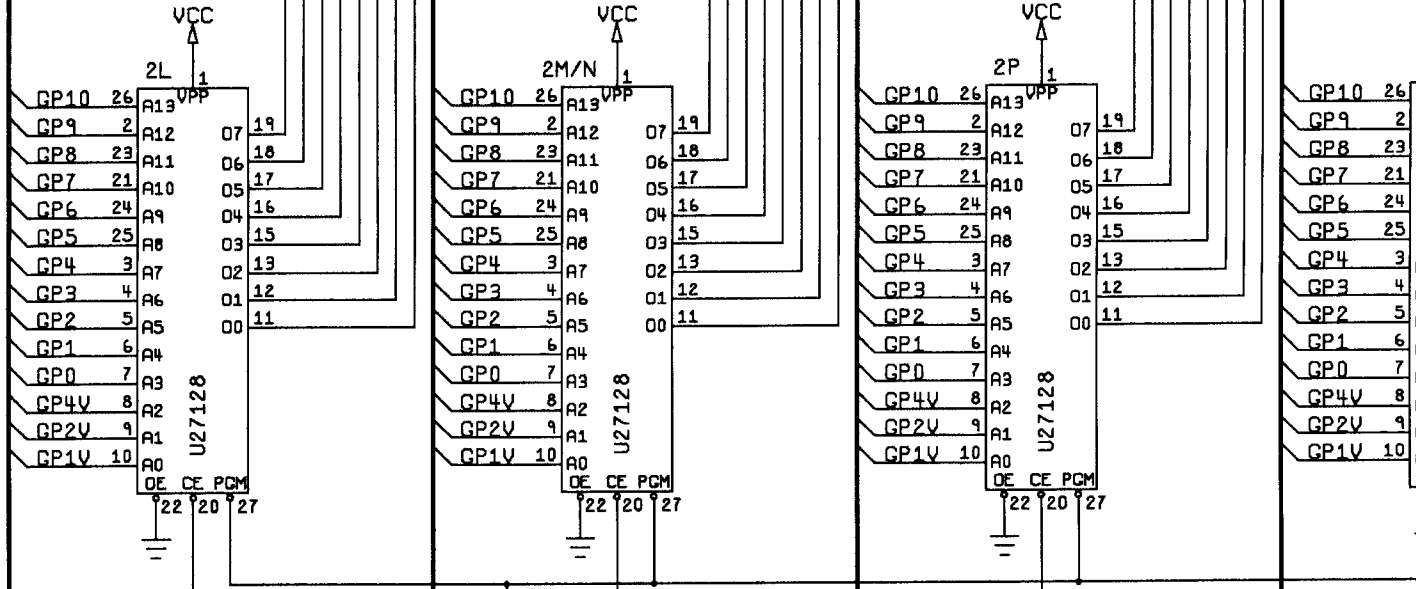 VCC VCC VCC
2L 1 2M/N 1 2P 1
VPP VPP VPP
GP10 26 A13 GP10 26 A13 GP10 26 A13 GP10 26
GP9 2 A12 O7 19 GP9 2 A12 O7 19 GP9 2 A12 O7 19 GP9 2
GP8 23 A11 O6 18 GP8 23 A11 O6 18 GP8 23 A11 O6 18 GP8 23
GP7 21 A10 O5 17 GP7 21 A10 O5 17 GP7 21 A10 O5 17 GP7 21
GP6 24 A9 O4 16 GP6 24 A9 O4 16 GP6 24 A9 O4 16 GP6 24
GP5 25 A8 O3 15 GP5 25 A8 O3 15 GP5 25 A8 O3 15 GP5 25
GP4 3 A7 O2 13 GP4 3 A7 O2 13 GP4 3 A7 O2 13 GP4 3
GP3 4 A6 O1 12 GP3 4 A6 O1 12 GP3 4 A6 O1 12 GP3 4
GP2 5 A5 O0 11 GP2 5 A5 O0 11 GP2 5 A5 O0 11 GP2 5
GP1 6 A4 GP1 6 A4 GP1 6 A4 GP1 6
GP0 7 A3 GP0 7 A3 GP0 7 A3 GP0 7
GP4V 8 A2 GP4V 8 A2 GP4V 8 A2 GP4V 8
GP2V 9 A1 GP2V 9 A1 GP2V 9 A1 GP2V 9
GP1V 10 A0 GP1V 10 A0 GP1V 10 A0 GP1V 10
U27128 U27128 U27128
OE CE PGM OE CE PGM OE CE PGM
22 20 27 22 20 27 22 20 27